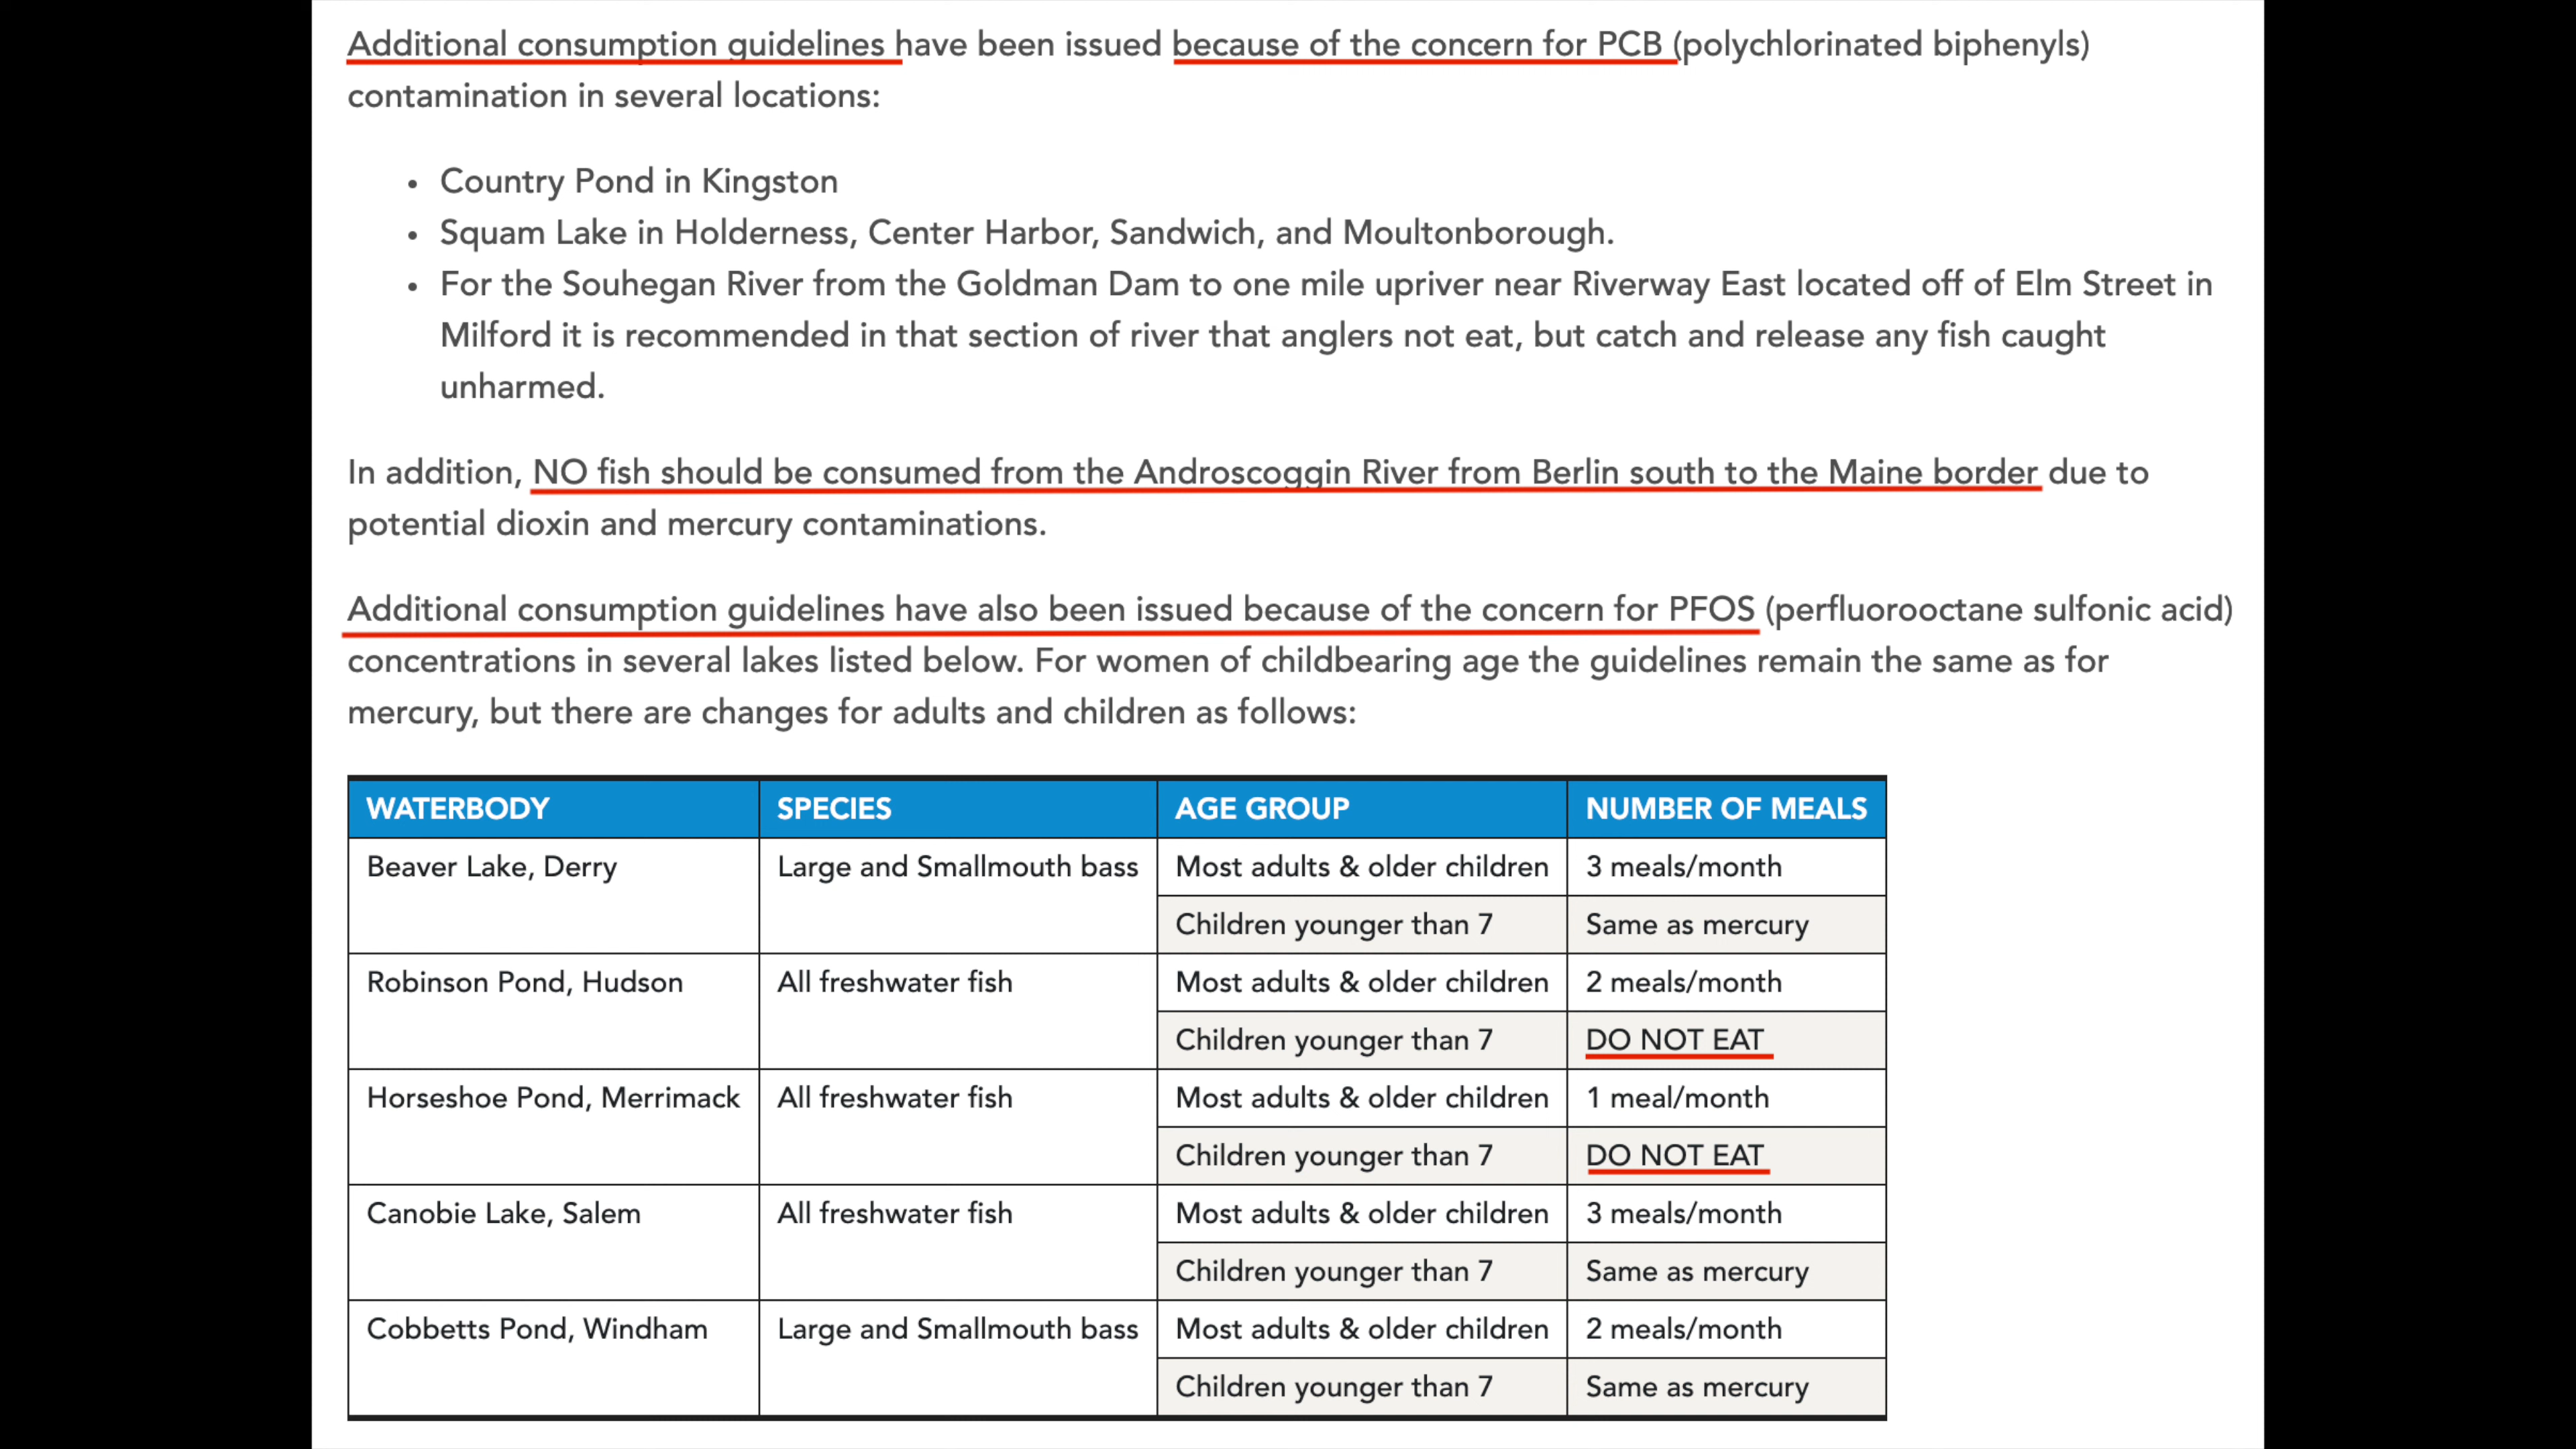 Additional consumption guidelines have been issued because of the concern for PCB (polychlorinated biphenyls)
contamination in several locations:
• Country Pond in Kingston
• Squam Lake in Holderness, Center Harbor, Sandwich, and Moultonborough.
• For the Souhegan River from the Goldman Dam to one mile upriver near Riverway East located off of Elm Street in
Milford it is recommended in that section of river that anglers not eat, but catch and release any fish caught
unharmed.
In addition, NO fish should be consumed from the Androscoggin River from Berlin south to the Maine border due to
potential dioxin and mercury contaminations.
Additional consumption guidelines have also been issued because of the concern for PFOS (perfluorooctane sulfonic acid)
concentrations in several lakes listed below. For women of childbearing age the guidelines remain the same as for
mercury, but there are changes for adults and children as follows:
WATERBODY SPECIES AGE GROUP NUMBER OF MEALS
Beaver Lake, Derry Large and Smallmouth bass Most adults & older children 3 meals/month
Children younger than 7 Same as mercury
Robinson Pond, Hudson All freshwater fish Most adults & older children 2 meals/month
Children younger than 7 DO NOT EAT
Horseshoe Pond, Merrimack All freshwater fish Most adults & older children 1 meal/month
Children younger than 7 DO NOT EAT
Canobie Lake, Salem All freshwater fish Most adults & older children 3 meals/month
Children younger than 7 Same as mercury
Cobbetts Pond, Windham Large and Smallmouth bass Most adults & older children 2 meals/month
Children younger than 7 Same as mercury